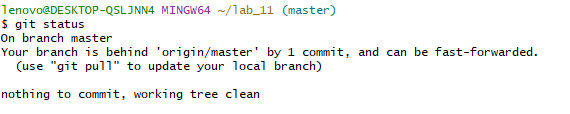 lenovo@DESKTOP-QSLJNN4 MINGW64 ~/lab_11 (master)
$ git status
On branch master
Your branch is behind 'origin/master' by 1 commit, and can be fast-forwarded.
  (use "git pull" to update your local branch)

nothing to commit, working tree clean